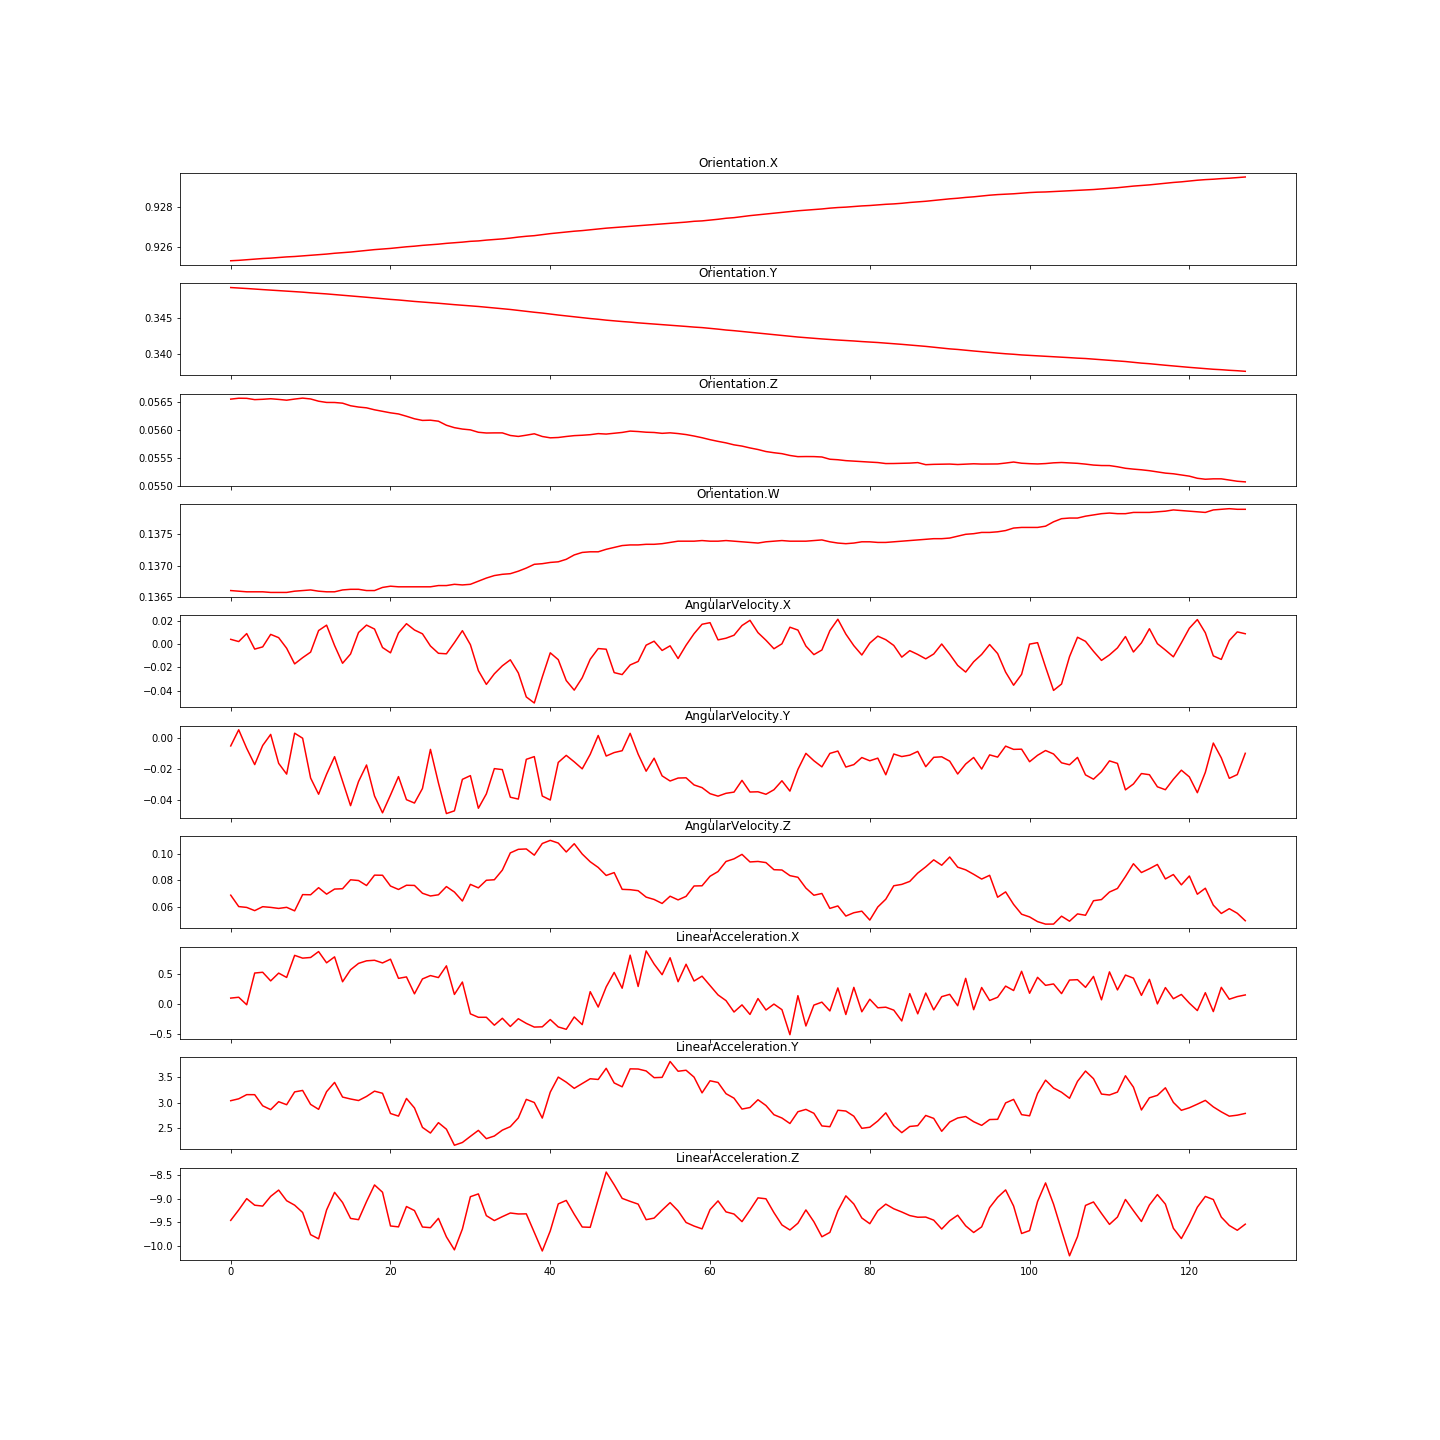 Orientation.X
0.928
0.926
Orientation.Y
0.345
0.340
Orientation.Z
0.0565
0.0560
0.0555
0.0550
Orientation.W
0.1375
0.1370
0.1365
AngularVelocity.X
0.02
0.00
−0.02
−0.04
AngularVelocity.Y
0.00
−0.02
−0.04
AngularVelocity.Z
0.10
0.08
0.06
LinearAcceleration.X
0.5
0.0
−0.5
LinearAcceleration.Y
3.5
3.0
2.5
LinearAcceleration.Z
−8.5
−9.0
−9.5
−10.0
0 20 40 60 80 100 120